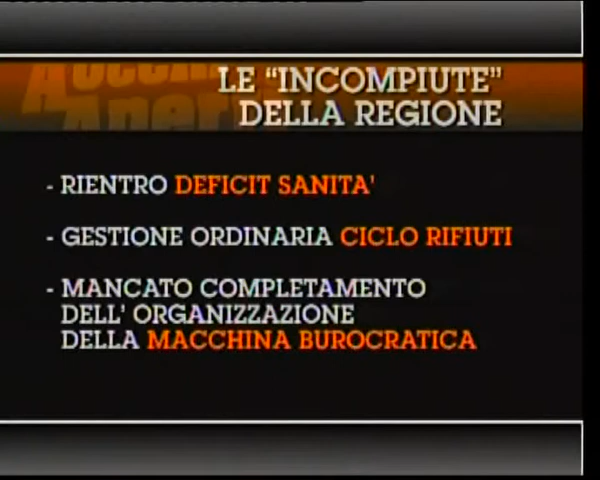 LE “INCOMPIUTE”
DELLA REGIONE
- RIENTRO DEFICIT SANITA'
- GESTIONE ORDINARIA CICLO RIFIUTI
- MANCATO COMPLETAMENTO
DELL' ORGANIZZAZIONE
DELLA MACCHINA BUROCRATICA